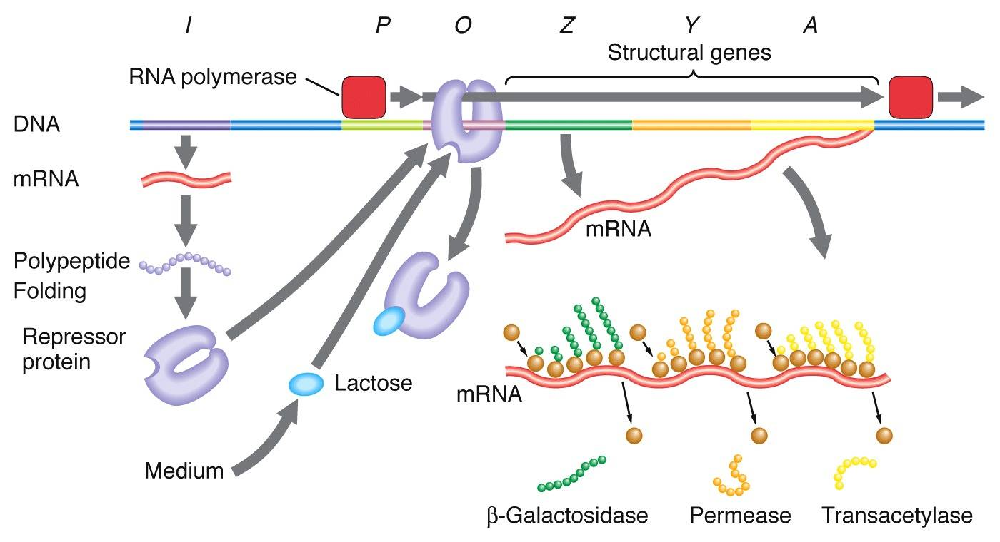 I P O Z Y A
Structural genes
RNA polymerase
DNA
mRNA
mRNA
Polypeptide
Folding
Repressor
protein
Lactose
mRNA
Medium
β-Galactosidase Permease Transacetylase